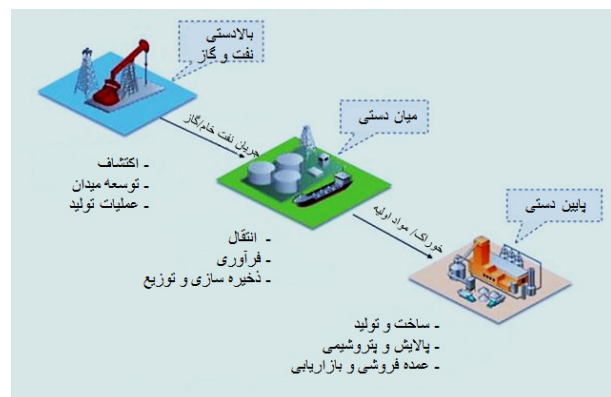 بالادستی
نفت و گاز
- اکتشاف
- توسعه میدان
- عملیات تولید
جریان نفت خام/گاز
میان دستی
- انتقال
- فرآوری
- ذخیره سازی و توزیع
خوراک/ مواد اولیه
پایین دستی
- ساخت و تولید
- پالایش و پتروشیمی
- عمده فروشی و بازاریابی